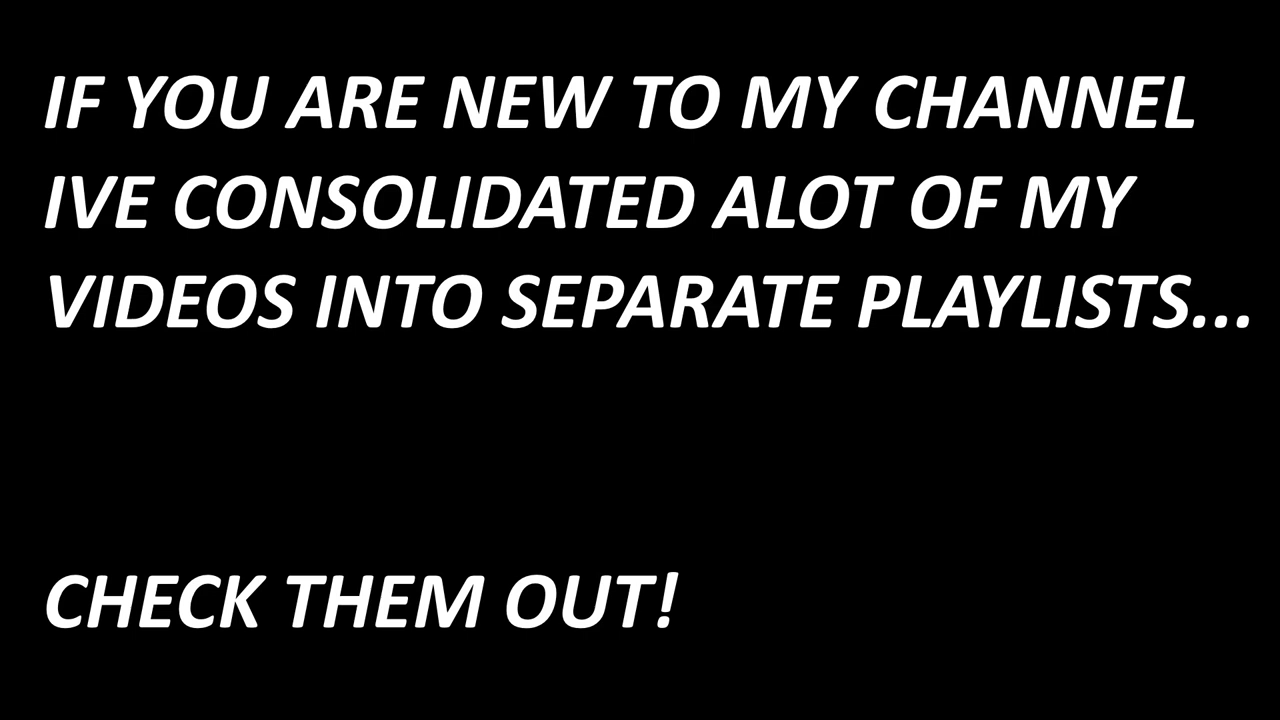 IF YOU ARE NEW TO MY CHANNEL
IVE CONSOLIDATED ALOT OF MY
VIDEOS INTO SEPARATE PLAYLISTS...
CHECK THEM OUT!